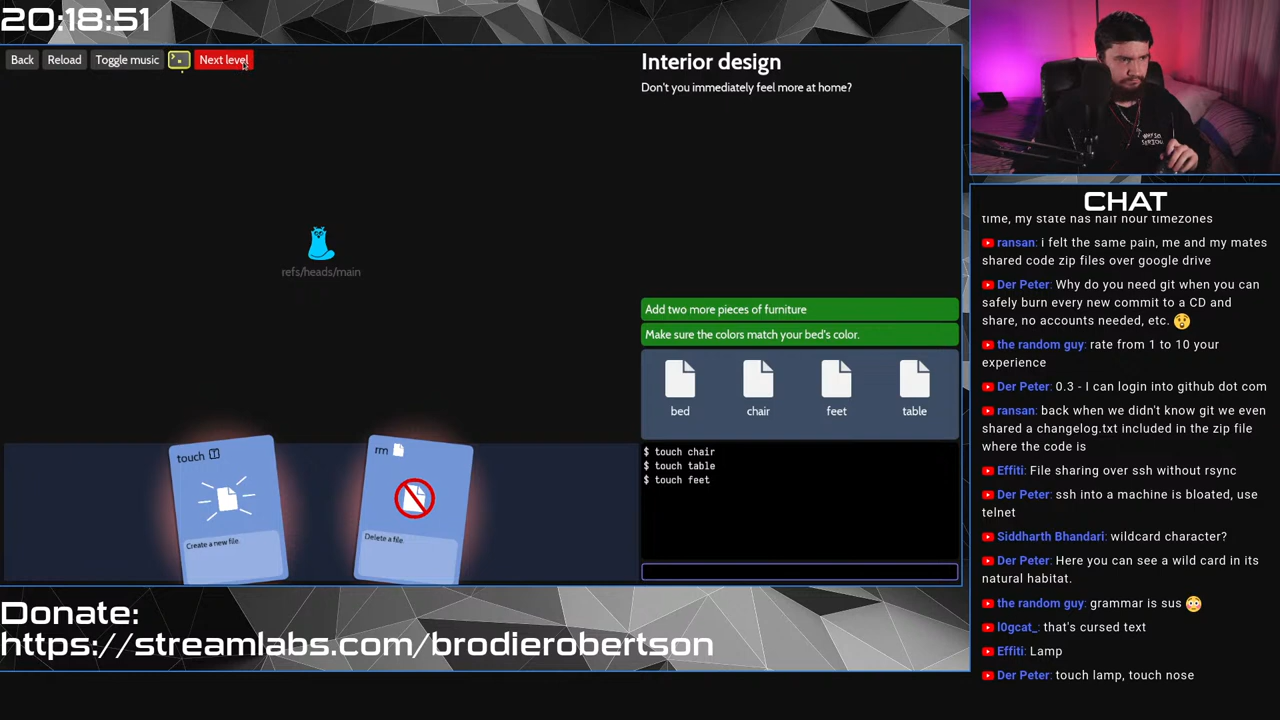 20:18:51
Back
Reload
Toggle music
Next level
Interior design
Don't you immediately feel more at home?
refs/heads/main
Add two more pieces of furniture
Make sure the colors match your bed's color.
bed
chair
feet
table
touch
Create a new file.
rm
Delete a file.
$ touch chair
$ touch table
$ touch feet
Donate:
https://streamlabs.com/brodierobertson
CHAT
time, my state has half hour timezones
ransan: i felt the same pain, me and my mates
shared code zip files over google drive
Der Peter: Why do you need git when you can
safely burn every new commit to a CD and
share, no accounts needed, etc. 😲
the random guy: rate from 1 to 10 your
experience
Der Peter: 0.3 - I can login into github dot com
ransan: back when we didn't know git we even
shared a changelog.txt included in the zip file
where the code is
Effiti: File sharing over ssh without rsync
Der Peter: ssh into a machine is bloated, use
telnet
Siddharth Bhandari: wildcard character?
Der Peter: Here you can see a wild card in its
natural habitat.
the random guy: grammar is sus 😳
l0gcat_: that's cursed text
Effiti: Lamp
Der Peter: touch lamp, touch nose